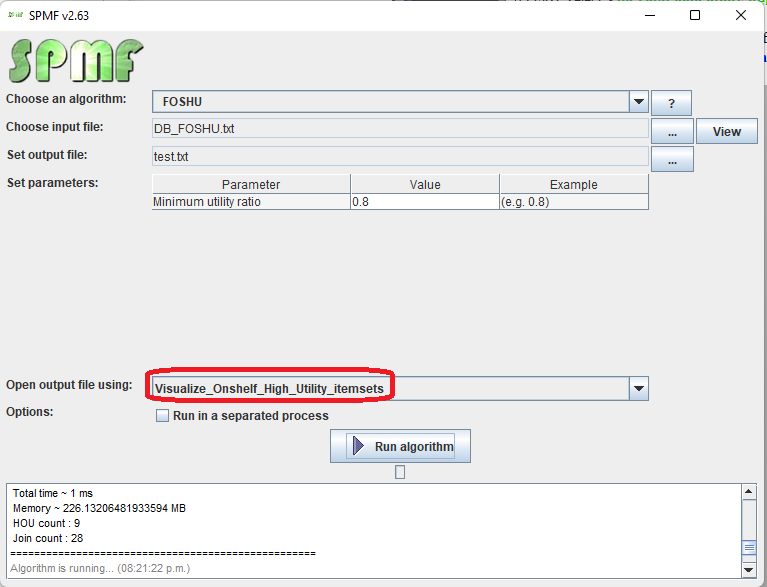 SPMF v2.63
SPMF
Choose an algorithm: FOSHU ?
Choose input file: DB_FOSHU.txt ... View
Set output file: test.txt ...
Set parameters: Parameter Value Example
Minimum utility ratio 0.8 (e.g. 0.8)
Open output file using: Visualize_Onshelf_High_Utility_itemsets
Options: Run in a separated process
Run algorithm
Total time ~ 1 ms
Memory ~ 226.13206481933594 MB
HOU count : 9
Join count : 28
===================================================
Algorithm is running... (08:21:22 p.m.)